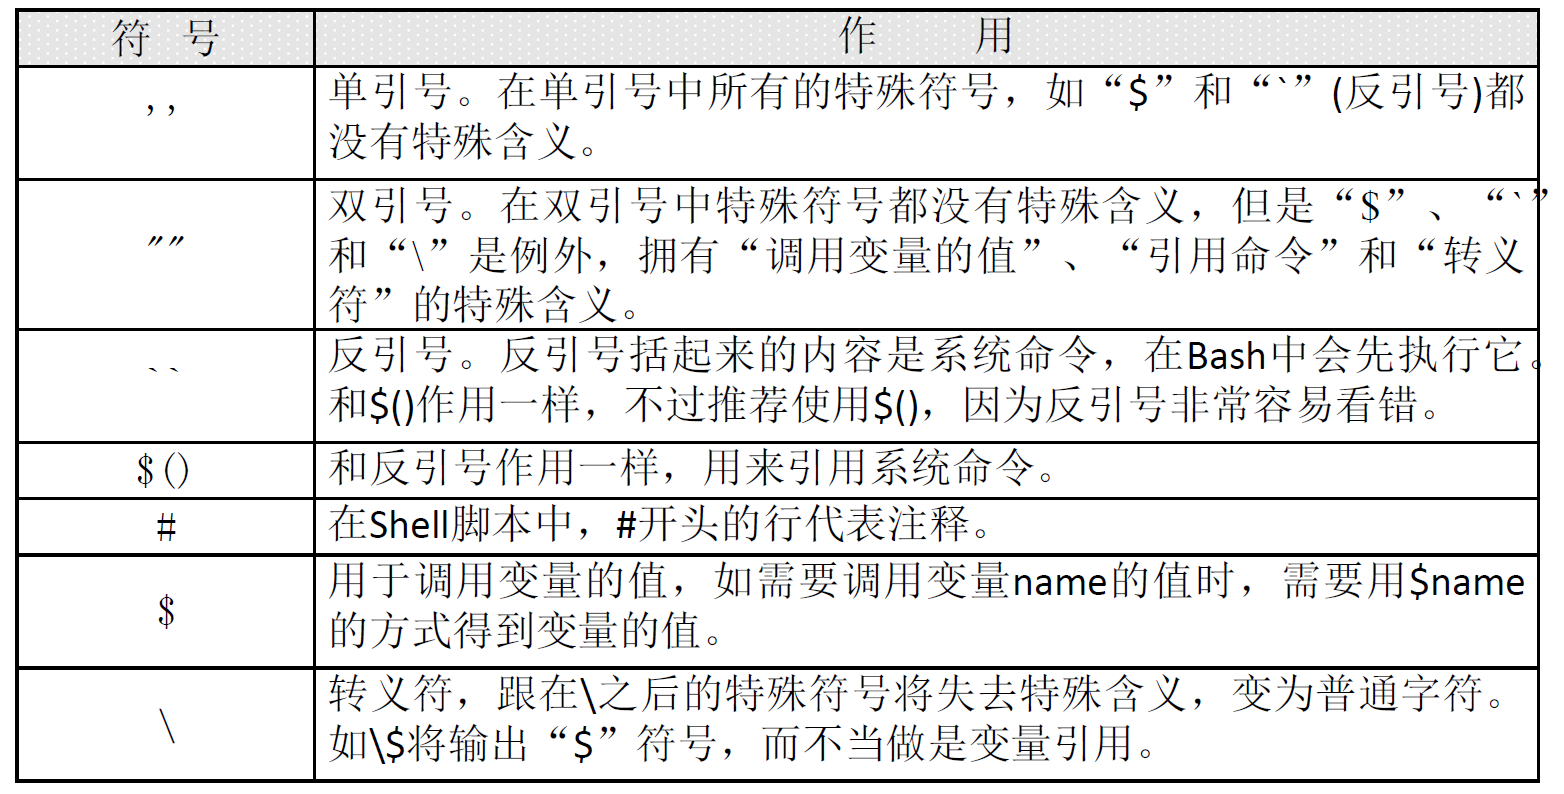 符 号
作 用
' '
单引号。在单引号中所有的特殊符号，如“$”和“`”(反引号)都
没有特殊含义。
""
双引号。在双引号中特殊符号都没有特殊含义，但是“$”、“`”
和“\”是例外，拥有“调用变量的值”、“引用命令”和“转义
符”的特殊含义。
` `
反引号。反引号括起来的内容是系统命令，在Bash中会先执行它。
和$()作用一样，不过推荐使用$()，因为反引号非常容易看错。
$()
和反引号作用一样，用来引用系统命令。
#
在Shell脚本中，#开头的行代表注释。
$
用于调用变量的值，如需要调用变量name的值时，需要用$name
的方式得到变量的值。
\
转义符，跟在\之后的特殊符号将失去特殊含义，变为普通字符。
如\$将输出“$”符号，而不当做是变量引用。